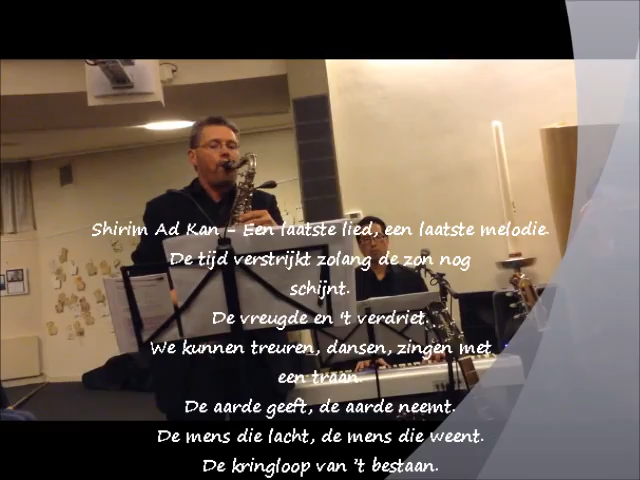 Shirim Ad Kan - Een laatste lied, een laatste melodie
De tijd verstrijkt zolang de zon nog
schijnt.
De vreugde en 't verdriet.
We kunnen treuren, dansen, zingen met
een traan.
De aarde geeft, de aarde neemt.
De mens die lacht, de mens die weent.
De kringloop van 't bestaan.